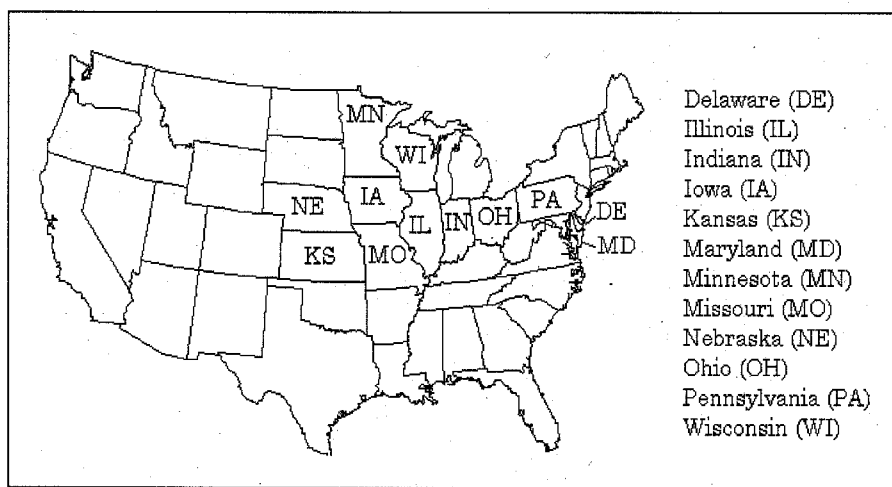 MN
WI
IA
NE
IL
IN
OH
PA
DE
KS
MO
MD
Delaware (DE)
Illinois (IL)
Indiana (IN)
Iowa (IA)
Kansas (KS)
Maryland (MD)
Minnesota (MN)
Missouri (MO)
Nebraska (NE)
Ohio (OH)
Pennsylvania (PA)
Wisconsin (WI)